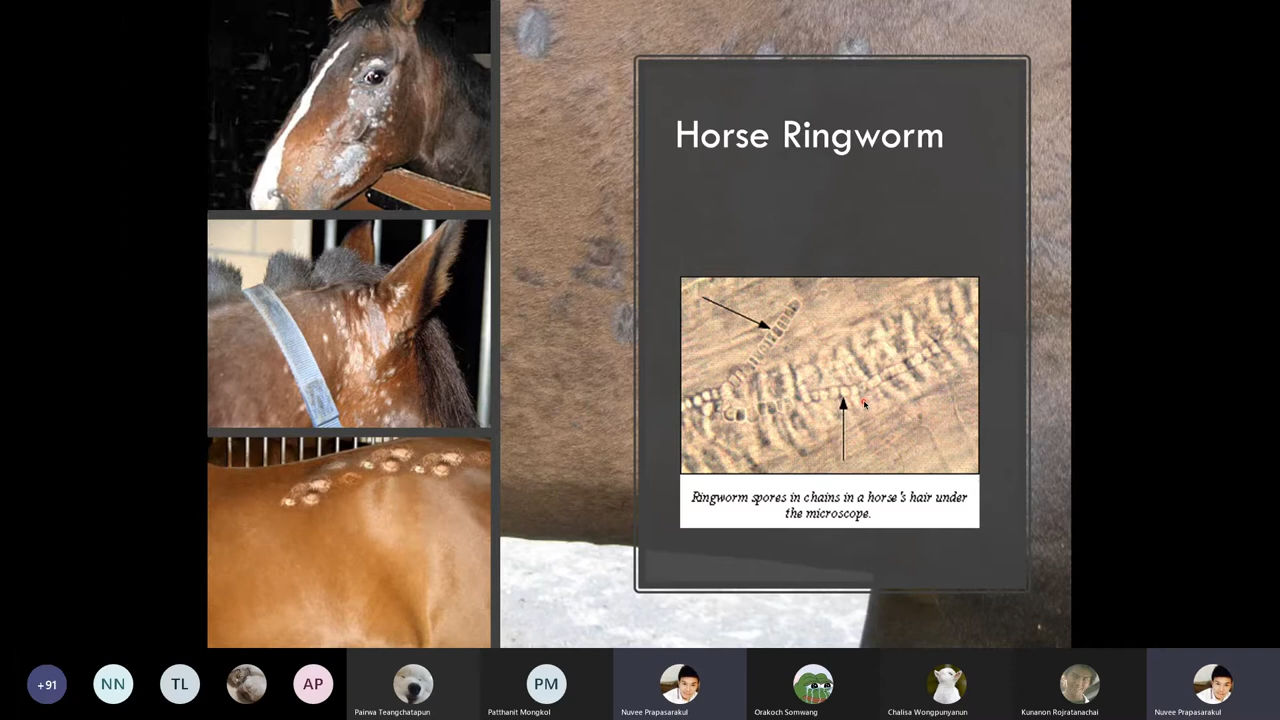 Horse Ringworm
Ringworm spores in chains in a horse's hair under
the microscope.
+91
NN
TL
AP
Pairwa Teangchatapun
PM
Patthanit Mongkol
Nuvee Prapasarakul
Orakoch Somwang
Chalisa Wongpunyanun
Kunanon Rojratanachai
Nuvee Prapasarakul